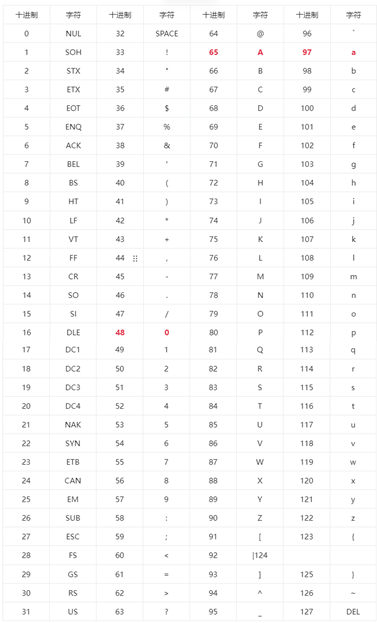 十进制 字符 十进制 字符 十进制 字符 十进制 字符
0 NUL 32 SPACE 64 @ 96 `
1 SOH 33 ! 65 A 97 a
2 STX 34 " 66 B 98 b
3 ETX 35 # 67 C 99 c
4 EOT 36 $ 68 D 100 d
5 ENQ 37 % 69 E 101 e
6 ACK 38 & 70 F 102 f
7 BEL 39 ' 71 G 103 g
8 BS 40 ( 72 H 104 h
9 HT 41 ) 73 I 105 i
10 LF 42 * 74 J 106 j
11 VT 43 + 75 K 107 k
12 FF 44 , 76 L 108 l
13 CR 45 - 77 M 109 m
14 SO 46 . 78 N 110 n
15 SI 47 / 79 O 111 o
16 DLE 48 0 80 P 112 p
17 DC1 49 1 81 Q 113 q
18 DC2 50 2 82 R 114 r
19 DC3 51 3 83 S 115 s
20 DC4 52 4 84 T 116 t
21 NAK 53 5 85 U 117 u
22 SYN 54 6 86 V 118 v
23 ETB 55 7 87 W 119 w
24 CAN 56 8 88 X 120 x
25 EM 57 9 89 Y 121 y
26 SUB 58 : 90 Z 122 z
27 ESC 59 ; 91 [ 123 {
28 FS 60 < 92 |124
29 GS 61 = 93 ] 125 }
30 RS 62 > 94 ^ 126 ~
31 US 63 ? 95 _ 127 DEL